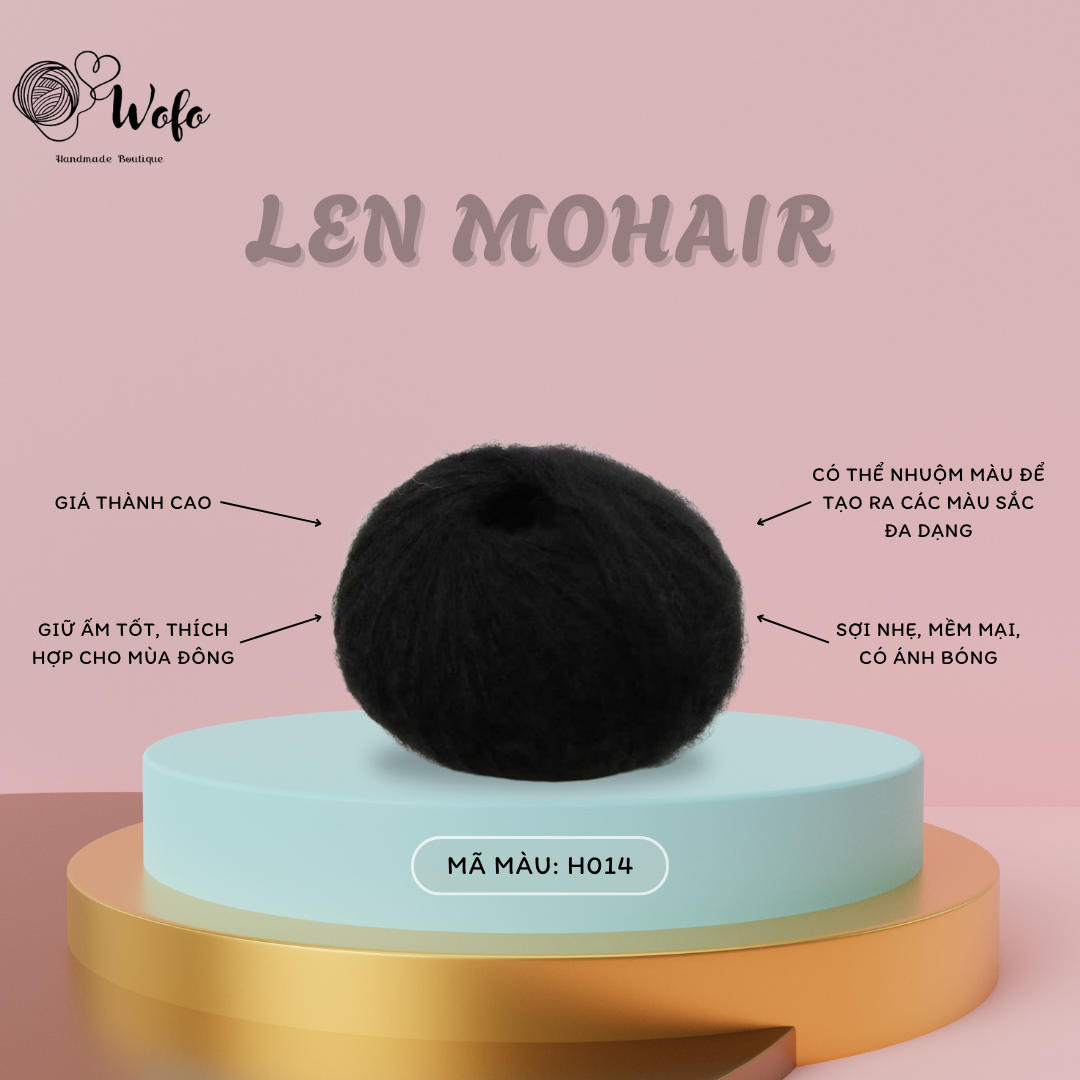 Wofo
Handmade Boutique
LEN MOHAIR
GIÁ THÀNH CAO
CÓ THỂ NHUỘM MÀU ĐỂ
TẠO RA CÁC MÀU SẮC
ĐA DẠNG
GIỮ ẤM TỐT, THÍCH
HỢP CHO MÙA ĐÔNG
SỢI NHẸ, MỀM MẠI,
CÓ ÁNH BÓNG
MÃ MÀU: H014